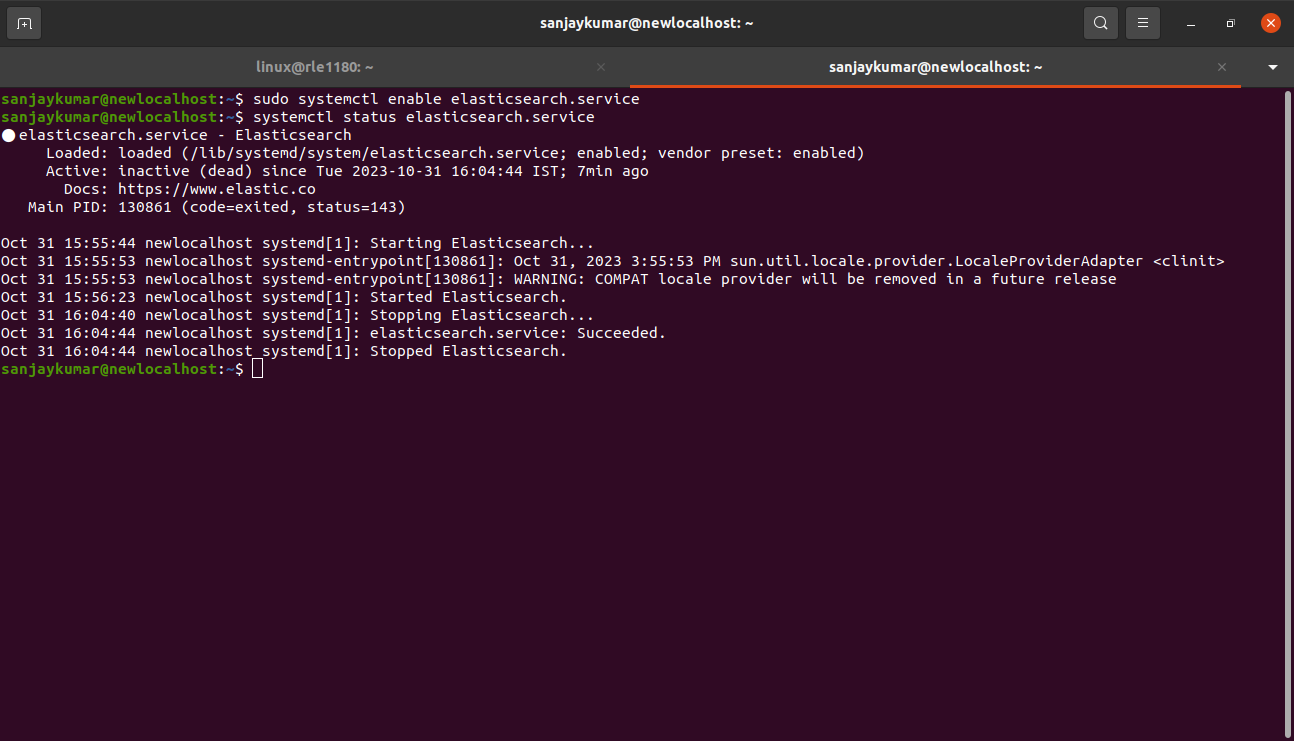 sanjaykumar@newlocalhost: ~
linux@rle1180: ~
sanjaykumar@newlocalhost: ~
sanjaykumar@newlocalhost:~$ sudo systemctl enable elasticsearch.service
sanjaykumar@newlocalhost:~$ systemctl status elasticsearch.service
● elasticsearch.service - Elasticsearch
     Loaded: loaded (/lib/systemd/system/elasticsearch.service; enabled; vendor preset: enabled)
     Active: inactive (dead) since Tue 2023-10-31 16:04:44 IST; 7min ago
       Docs: https://www.elastic.co
   Main PID: 130861 (code=exited, status=143)

Oct 31 15:55:44 newlocalhost systemd[1]: Starting Elasticsearch...
Oct 31 15:55:53 newlocalhost systemd-entrypoint[130861]: Oct 31, 2023 3:55:53 PM sun.util.locale.provider.LocaleProviderAdapter <clinit>
Oct 31 15:55:53 newlocalhost systemd-entrypoint[130861]: WARNING: COMPAT locale provider will be removed in a future release
Oct 31 15:56:23 newlocalhost systemd[1]: Started Elasticsearch.
Oct 31 16:04:40 newlocalhost systemd[1]: Stopping Elasticsearch...
Oct 31 16:04:44 newlocalhost systemd[1]: elasticsearch.service: Succeeded.
Oct 31 16:04:44 newlocalhost systemd[1]: Stopped Elasticsearch.
sanjaykumar@newlocalhost:~$